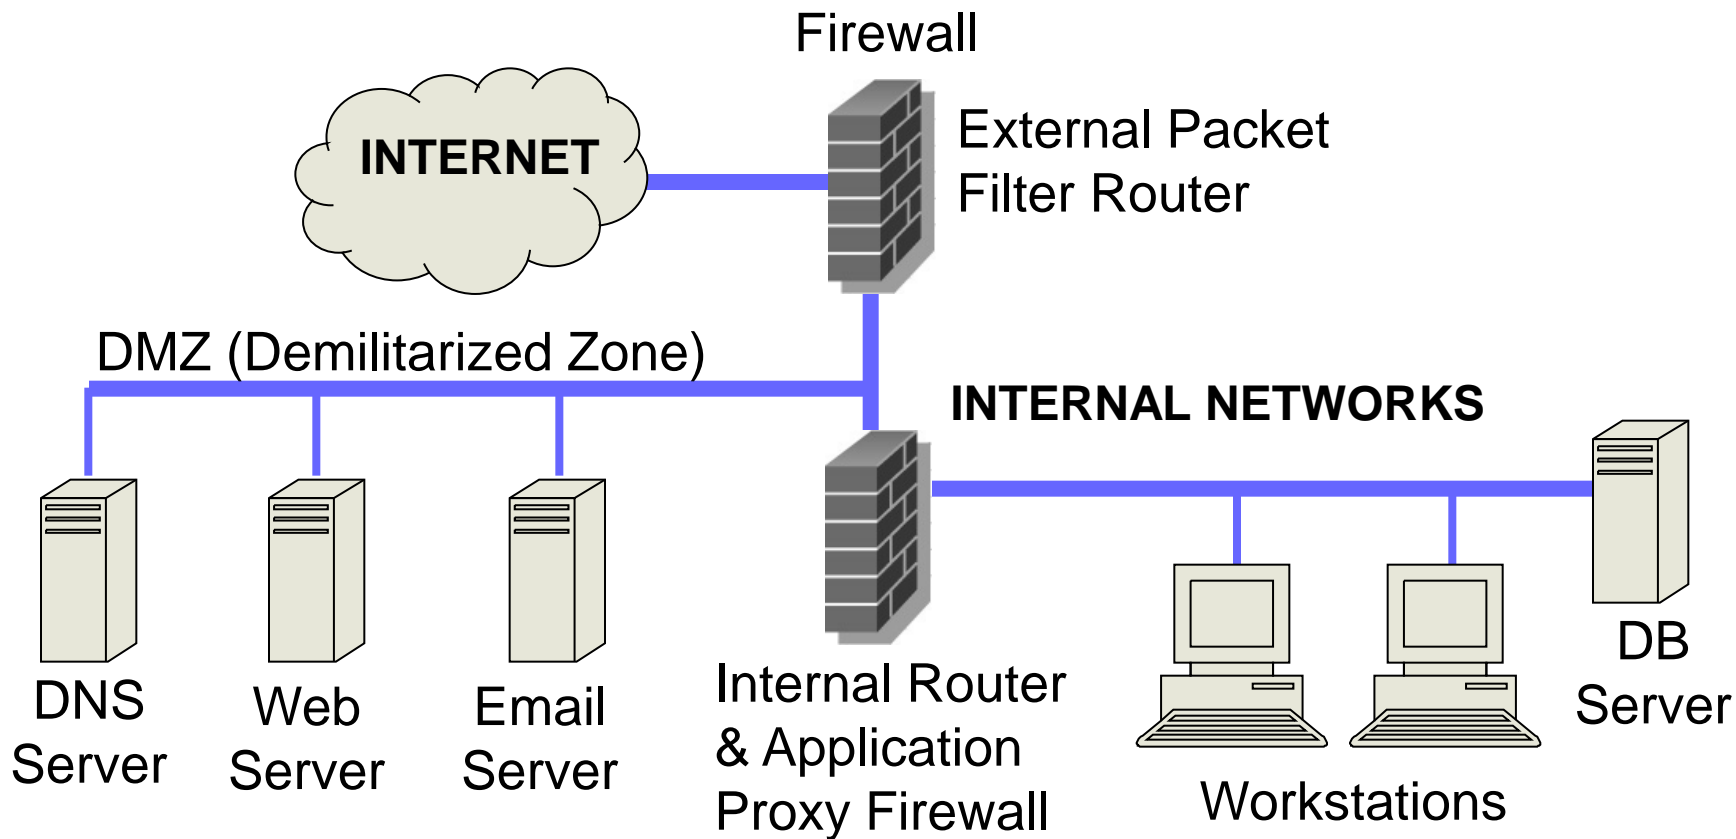 Firewall
INTERNET
External Packet
Filter Router
DMZ (Demilitarized Zone)
INTERNAL NETWORKS
DNS
Server
Web
Server
Email
Server
Internal Router
& Application
Proxy Firewall
Workstations
DB
Server